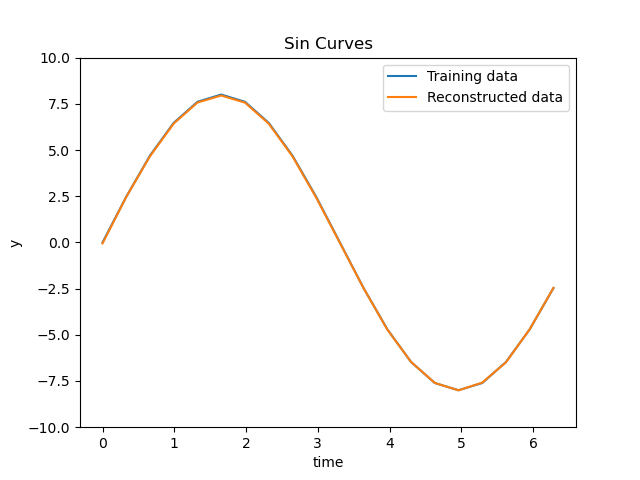 Sin Curves
Training data
Reconstructed data
10.0
7.5
5.0
2.5
0.0
−2.5
−5.0
−7.5
−10.0
y
0 1 2 3 4 5 6
time